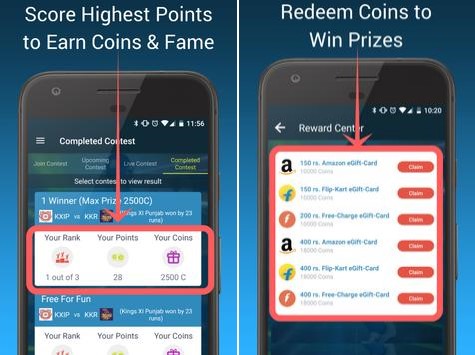 Score Highest Points
to Earn Coins & Fame
11:56
Completed Contest
Join Contest
Upcoming
Contest
Live Contest
Completed
Contest
Select contest to view result
1 Winner (Max Prize 2500C)
KXIP vs KKR
(Kings XI Punjab won by 23
runs)
Your Rank
Your Points
Your Coins
1 out of 3
28
2500 C
Free For Fun
KXIP vs KKR
(Kings XI Punjab won by 23
runs)
Your Rank
Your Points
Your Coins
Redeem Coins to
Win Prizes
10:20
Reward Center
150 rs. Amazon eGift-Card
10000 Coins
Claim
150 rs. Flip-Kart eGift-Card
10000 Coins
Claim
200 rs. Free-Charge eGift-Card
10000 Coins
Claim
400 rs. Amazon eGift-Card
18000 Coins
Claim
400 rs. Flip-Kart eGift-Card
18000 Coins
Claim
400 rs. Free-Charge eGift-Card
18000 Coins
Claim